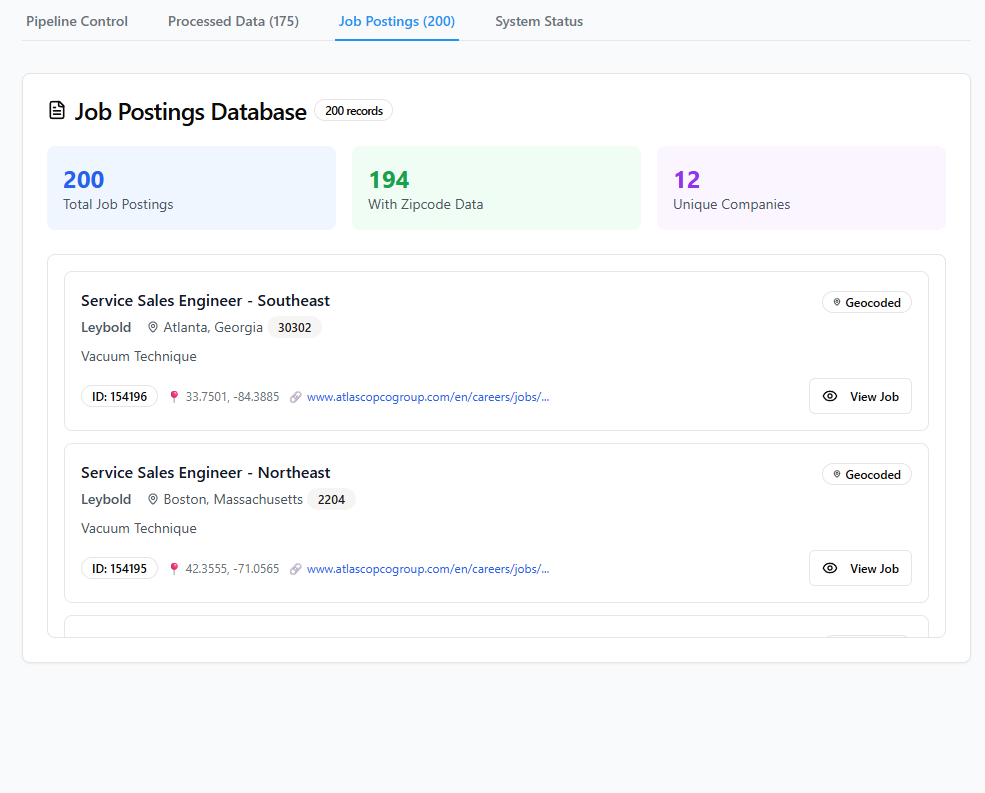 Pipeline Control Processed Data (175) Job Postings (200) System Status
Job Postings Database 200 records
200
Total Job Postings
194
With Zipcode Data
12
Unique Companies
Service Sales Engineer - Southeast
Geocoded
Leybold Atlanta, Georgia 30302
Vacuum Technique
ID: 154196 33.7501, -84.3885 www.atlascopcogroup.com/en/careers/jobs/... View Job
Service Sales Engineer - Northeast
Geocoded
Leybold Boston, Massachusetts 2204
Vacuum Technique
ID: 154195 42.3555, -71.0565 www.atlascopcogroup.com/en/careers/jobs/... View Job